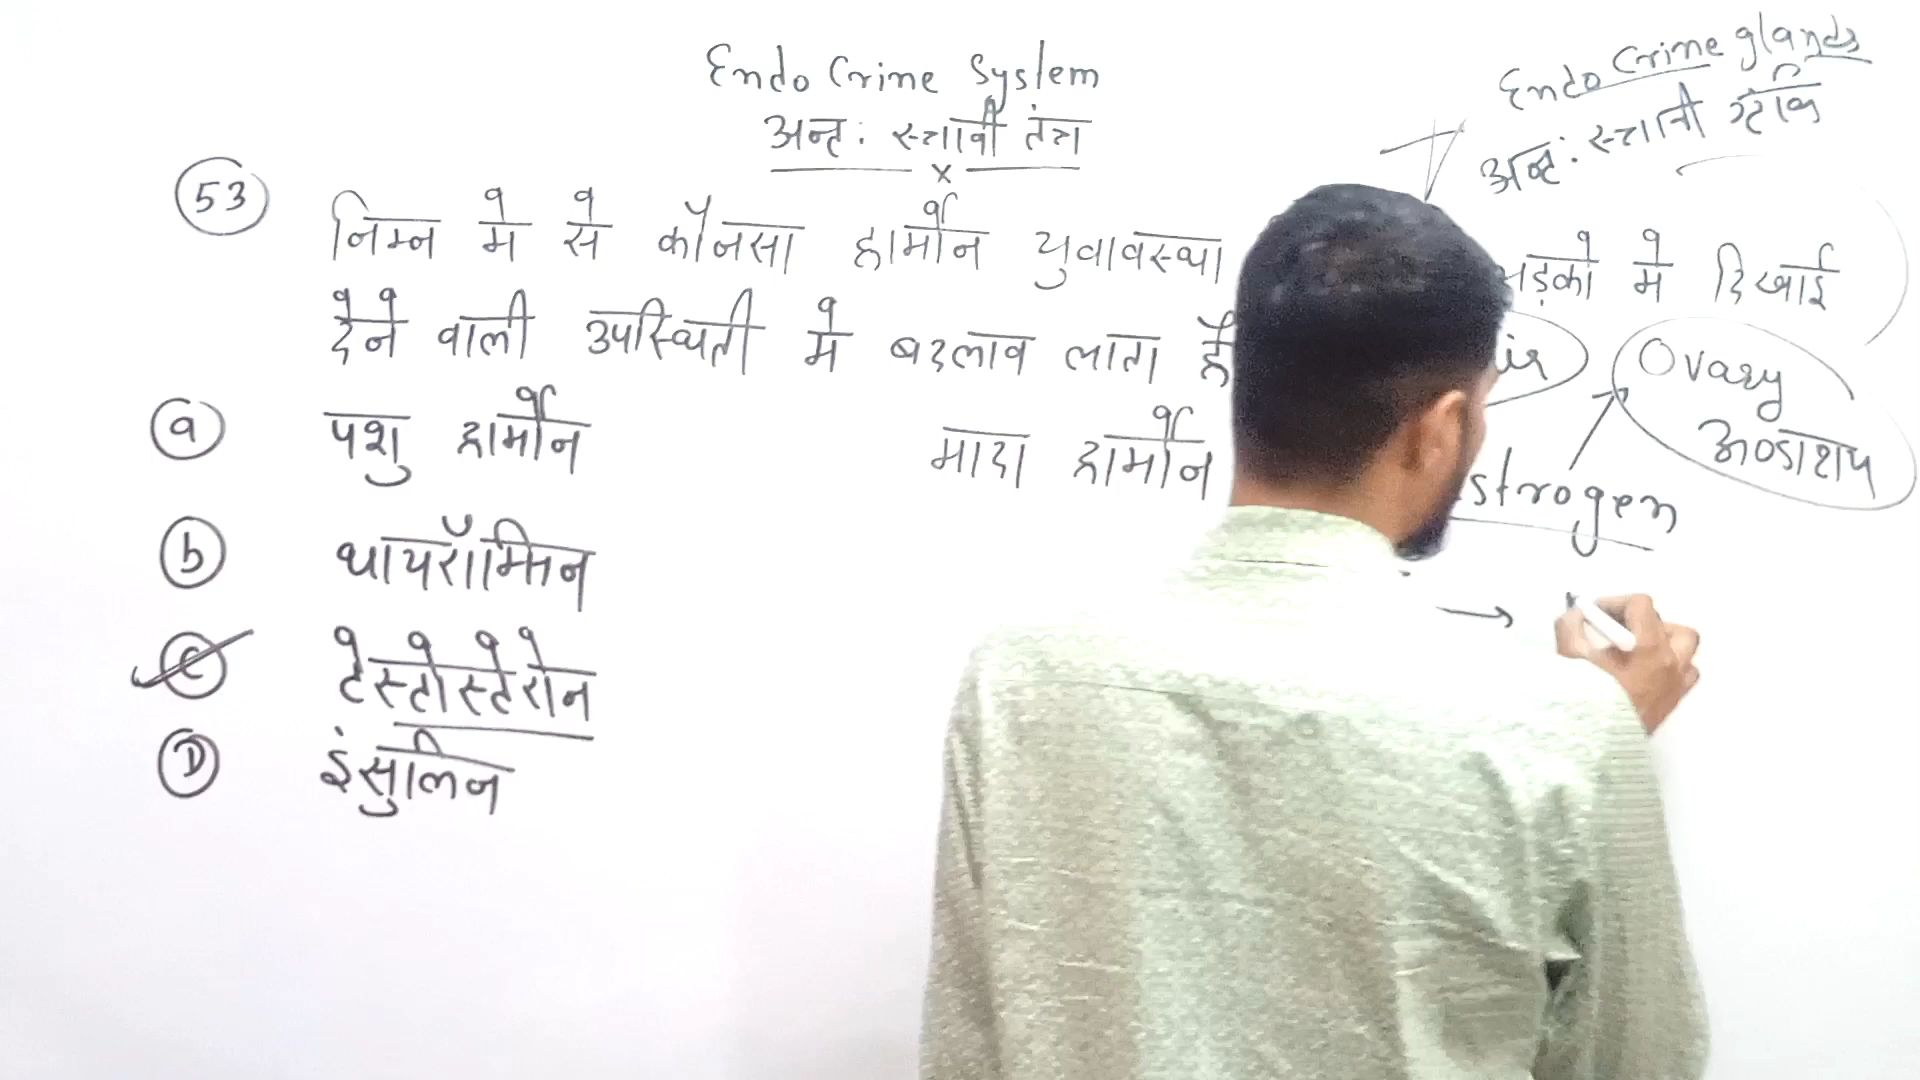 Endo Crine System
अन्तः स्त्रावी तंत्र
x
Endo Crine glands
अन्तः स्त्रावी
53
निम्न मे से कौनसा हार्मोन युवावस्था
लड़को मे दिखाई
देने वाली उपस्थिती मे बदलाव लाता है
Ovary
अण्डाशय
a पशु हार्मोन
मादा हार्मोन
strogen
b थायरॉक्सिन
c टेस्टोस्टेरोन
D इंसुलिन